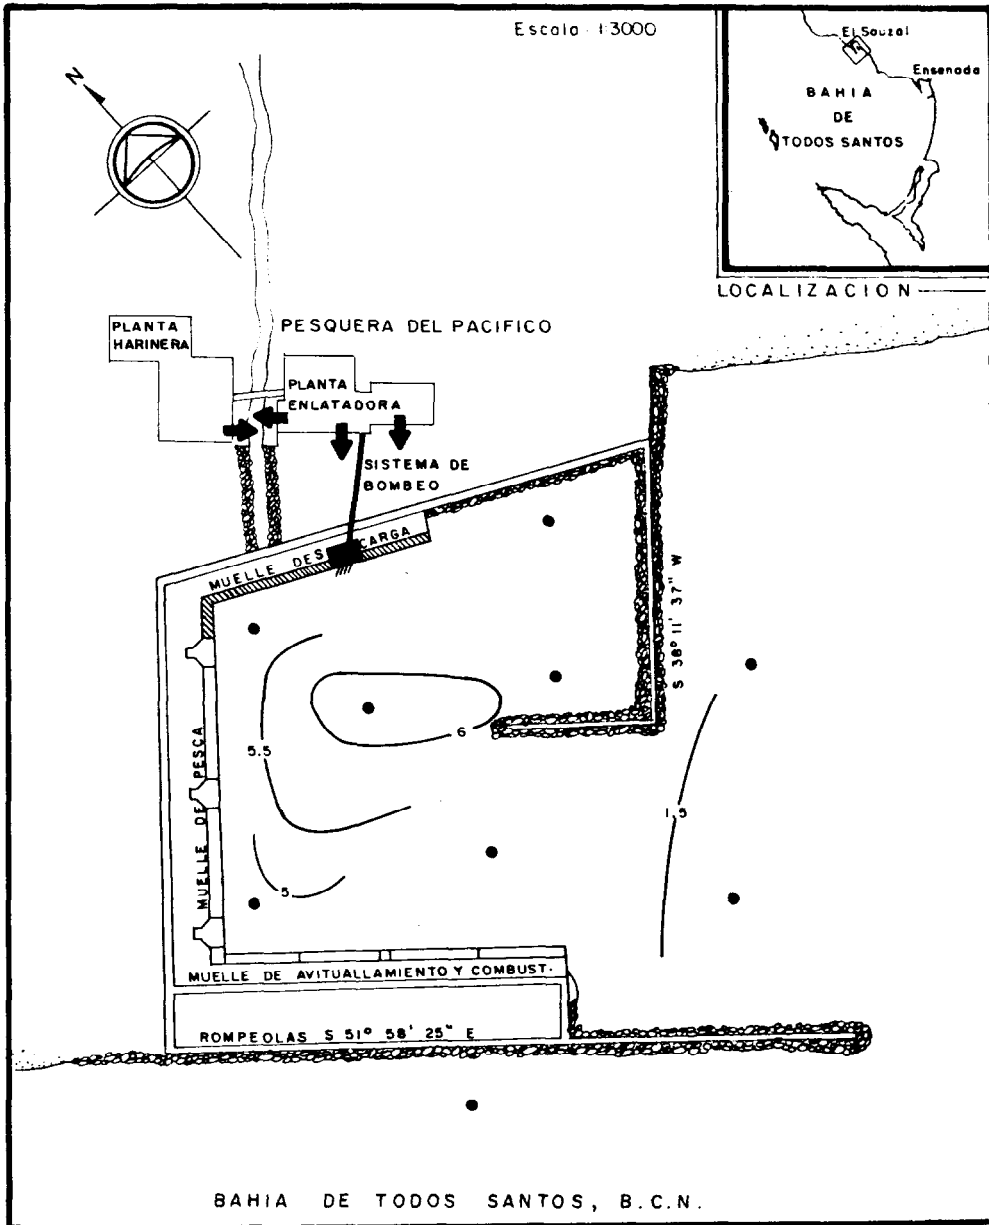 Escala 1:3000
El Sauzal
Ensenada
BAHIA
DE
TODOS SANTOS
LOCALIZACION
N
PLANTA
HARINERA
PESQUERA DEL PACIFICO
PLANTA
ENLATADORA
SISTEMA DE
BOMBEO
MUELLE DESCARGA
S 38° 11' 37" W
MUELLE DE PESCA
6
5.5
1.5
5
MUELLE DE AVITUALLAMIENTO Y COMBUST.
ROMPEOLAS S 51° 58' 25" E
BAHIA DE TODOS SANTOS, B.C.N.